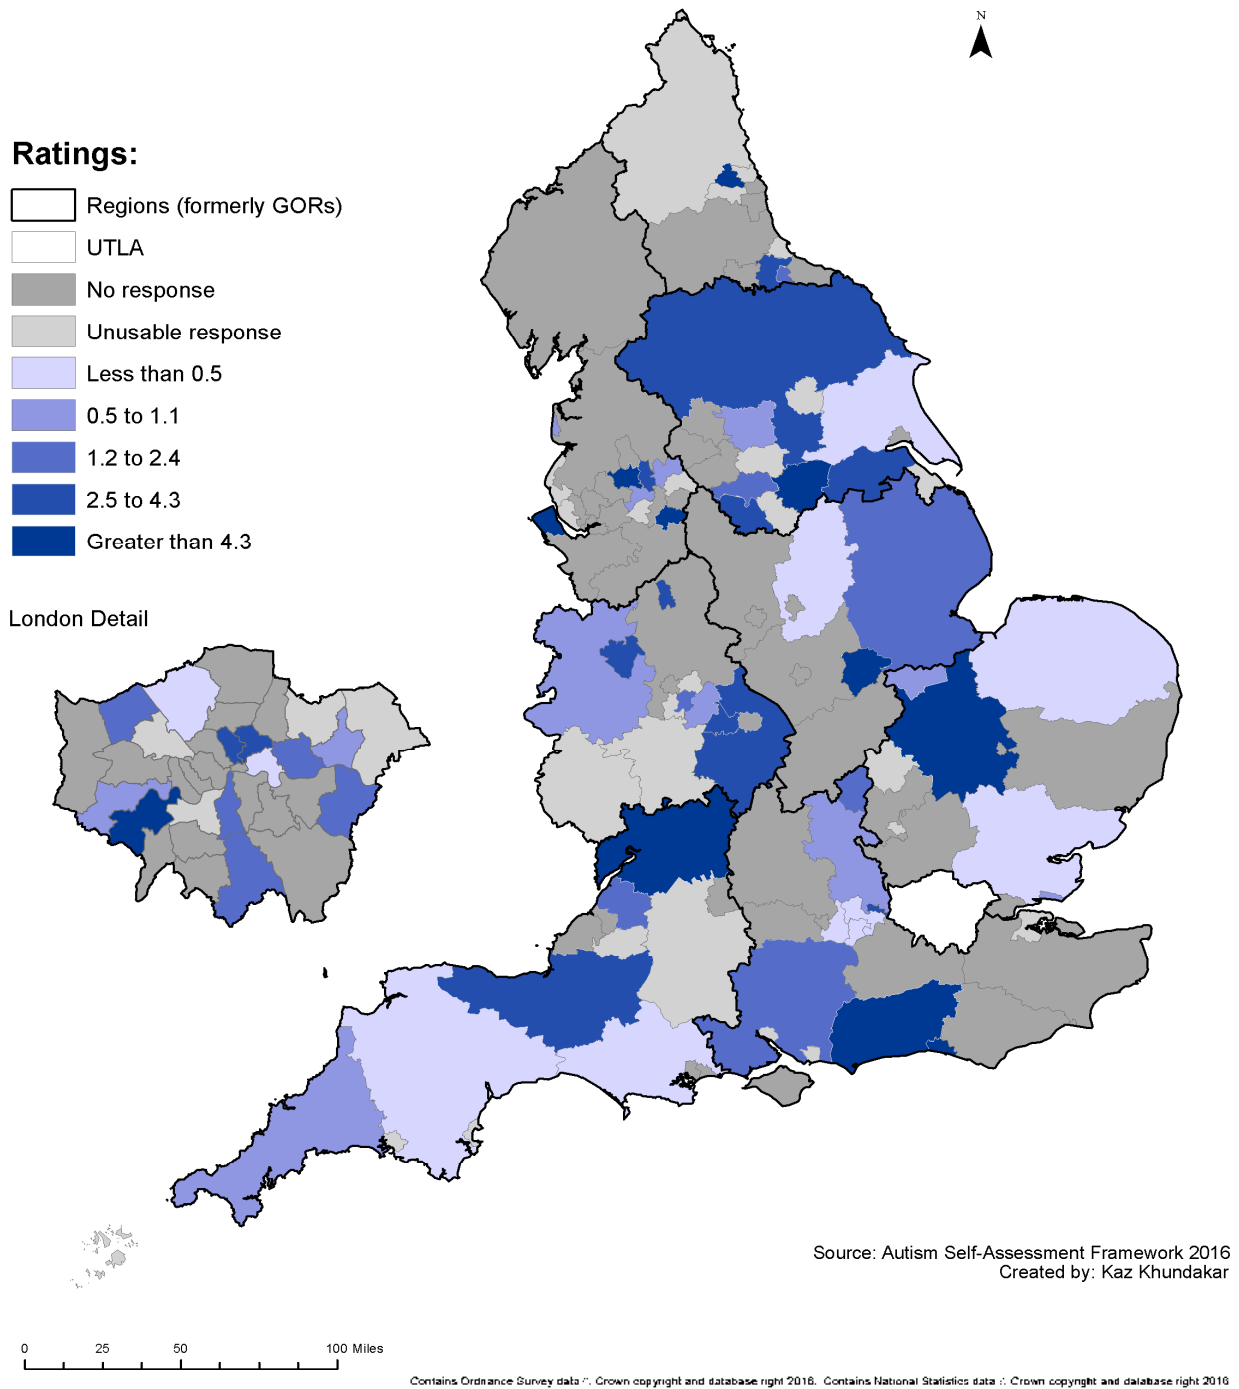 N
Ratings:
Regions (formerly GORs)
UTLA
No response
Unusable response
Less than 0.5
0.5 to 1.1
1.2 to 2.4
2.5 to 4.3
Greater than 4.3
London Detail
Source: Autism Self-Assessment Framework 2016
Created by: Kaz Khundakar
0 25 50 100 Miles
Contains Ordnance Survey data. Crown copyright and database right 2016. Contains National Statistics data. Crown copyright and database right 2016